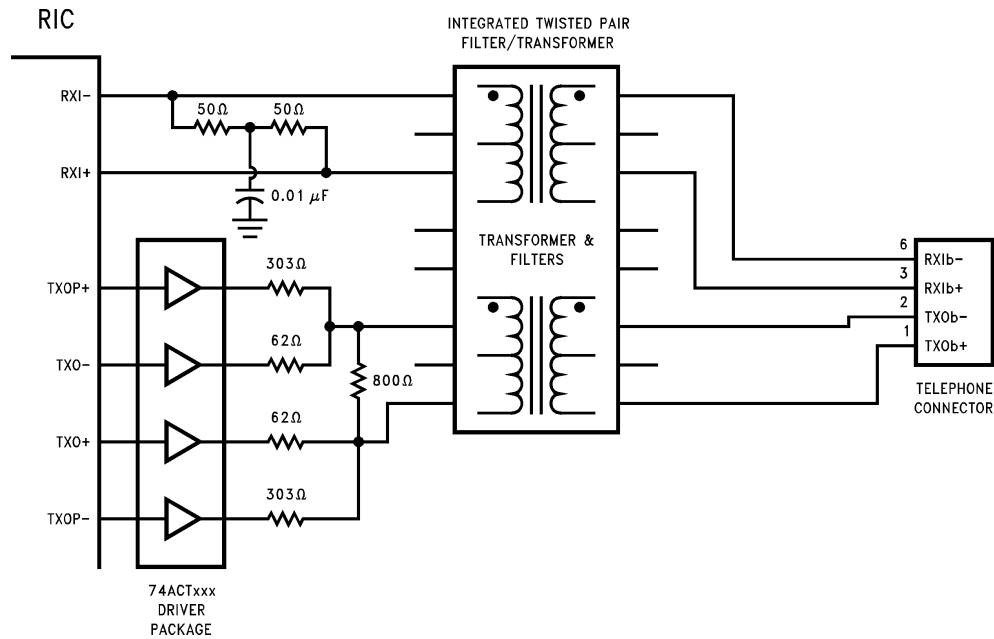 RIC
INTEGRATED TWISTED PAIR
FILTER/TRANSFORMER
RXI-
50Ω 50Ω
RXI+
0.01 μF
TRANSFORMER &
FILTERS
303Ω
TXOP+
62Ω
TXO-
800Ω
62Ω
TXO+
303Ω
TXOP-
74ACTxxx
DRIVER
PACKAGE
6 RXIb-
3 RXIb+
2 TXOb-
1 TXOb+
TELEPHONE
CONNECTOR